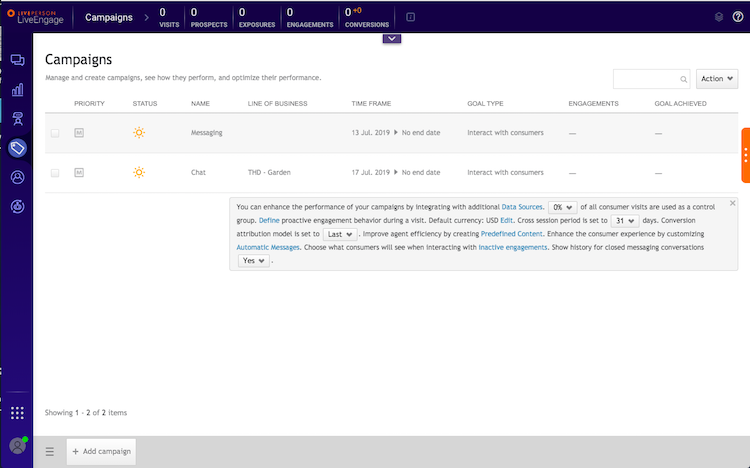 LIVEPERSON
LiveEngage
Campaigns
0 VISITS
0 PROSPECTS
0 EXPOSURES
0 ENGAGEMENTS
0 +0 CONVERSIONS
Campaigns
Manage and create campaigns, see how they perform, and optimize their performance.
Action
PRIORITY STATUS NAME LINE OF BUSINESS TIME FRAME GOAL TYPE ENGAGEMENTS GOAL ACHIEVED
M Messaging 13 Jul. 2019 ▶ No end date Interact with consumers — —
M Chat THD - Garden 17 Jul. 2019 ▶ No end date Interact with consumers — —
You can enhance the performance of your campaigns by integrating with additional Data Sources. 0% of all consumer visits are used as a control
group. Define proactive engagement behavior during a visit. Default currency: USD Edit. Cross session period is set to 31 days. Conversion
attribution model is set to Last . Improve agent efficiency by creating Predefined Content. Enhance the consumer experience by customizing
Automatic Messages. Choose what consumers will see when interacting with inactive engagements. Show history for closed messaging conversations
Yes .
Showing 1 - 2 of 2 items
+ Add campaign